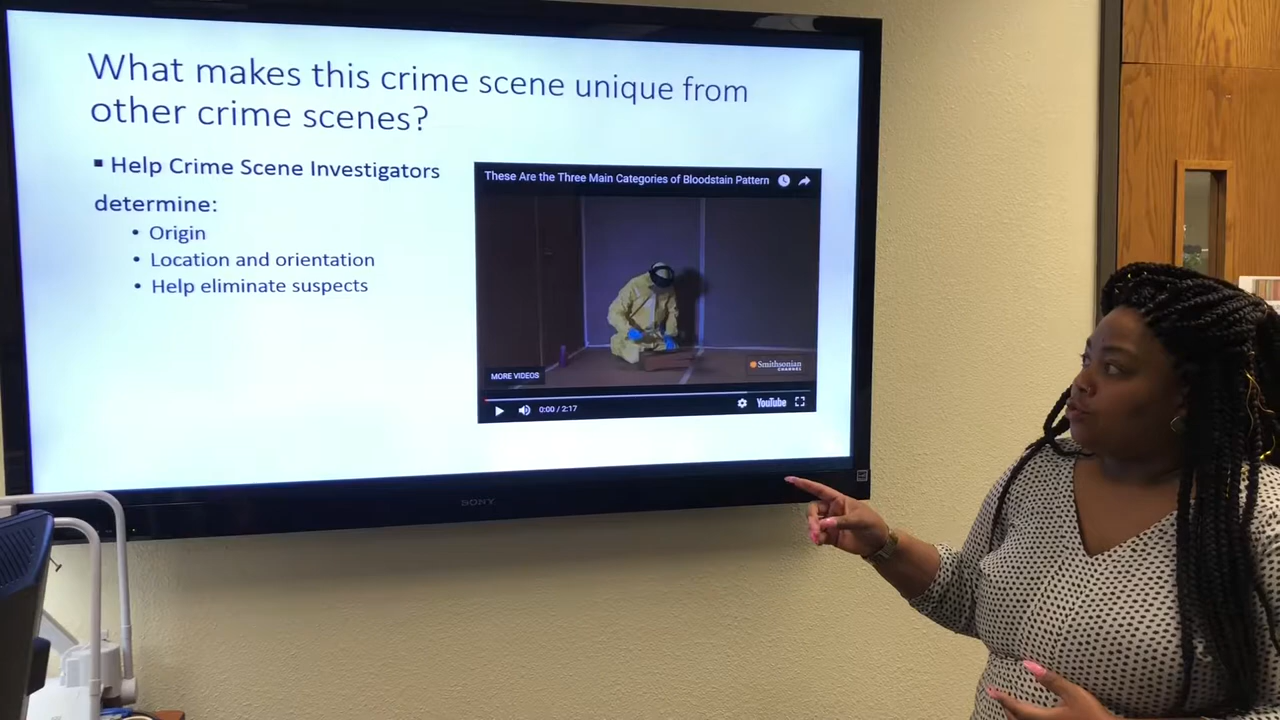 What makes this crime scene unique from
other crime scenes?
▪ Help Crime Scene Investigators
determine:
• Origin
• Location and orientation
• Help eliminate suspects
These Are the Three Main Categories of Bloodstain Pattern
Smithsonian
CHANNEL
MORE VIDEOS
0:00 / 2:17
YouTube
SONY